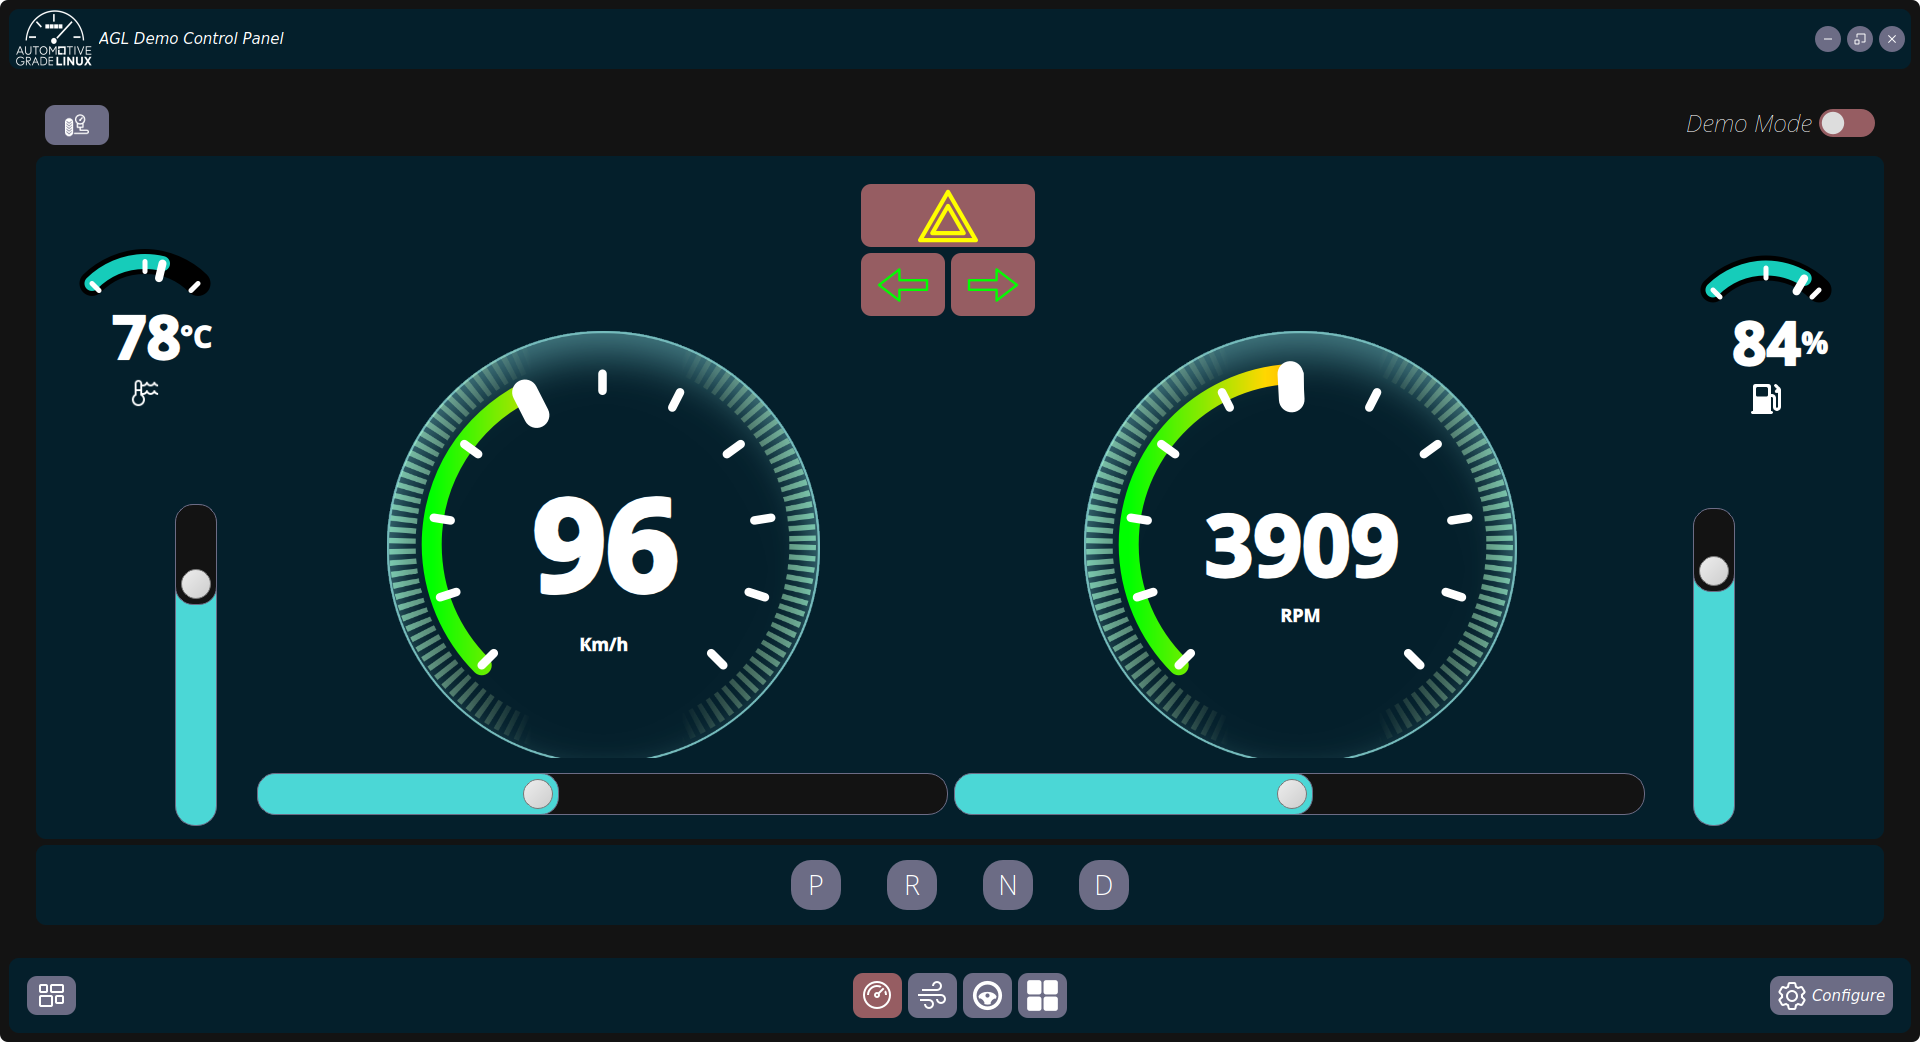 AUTOMOTIVE
GRADE LINUX
AGL Demo Control Panel
Demo Mode
78°C
84%
96
Km/h
3909
RPM
P R N D
Configure